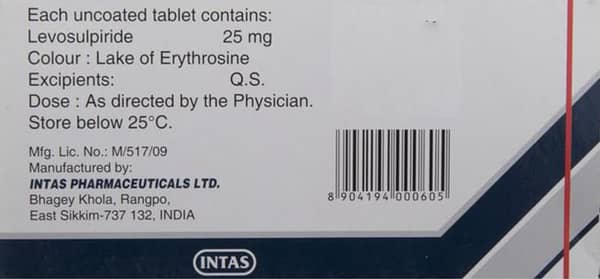 Each uncoated tablet contains:
Levosulpiride 25 mg
Colour : Lake of Erythrosine
Excipients: Q.S.
Dose : As directed by the Physician.
Store below 25°C.
Mfg. Lic. No.: M/517/09
Manufactured by:
INTAS PHARMACEUTICALS LTD.
Bhagey Khola, Rangpo,
East Sikkim-737 132, INDIA
8 904194 000605
INTAS